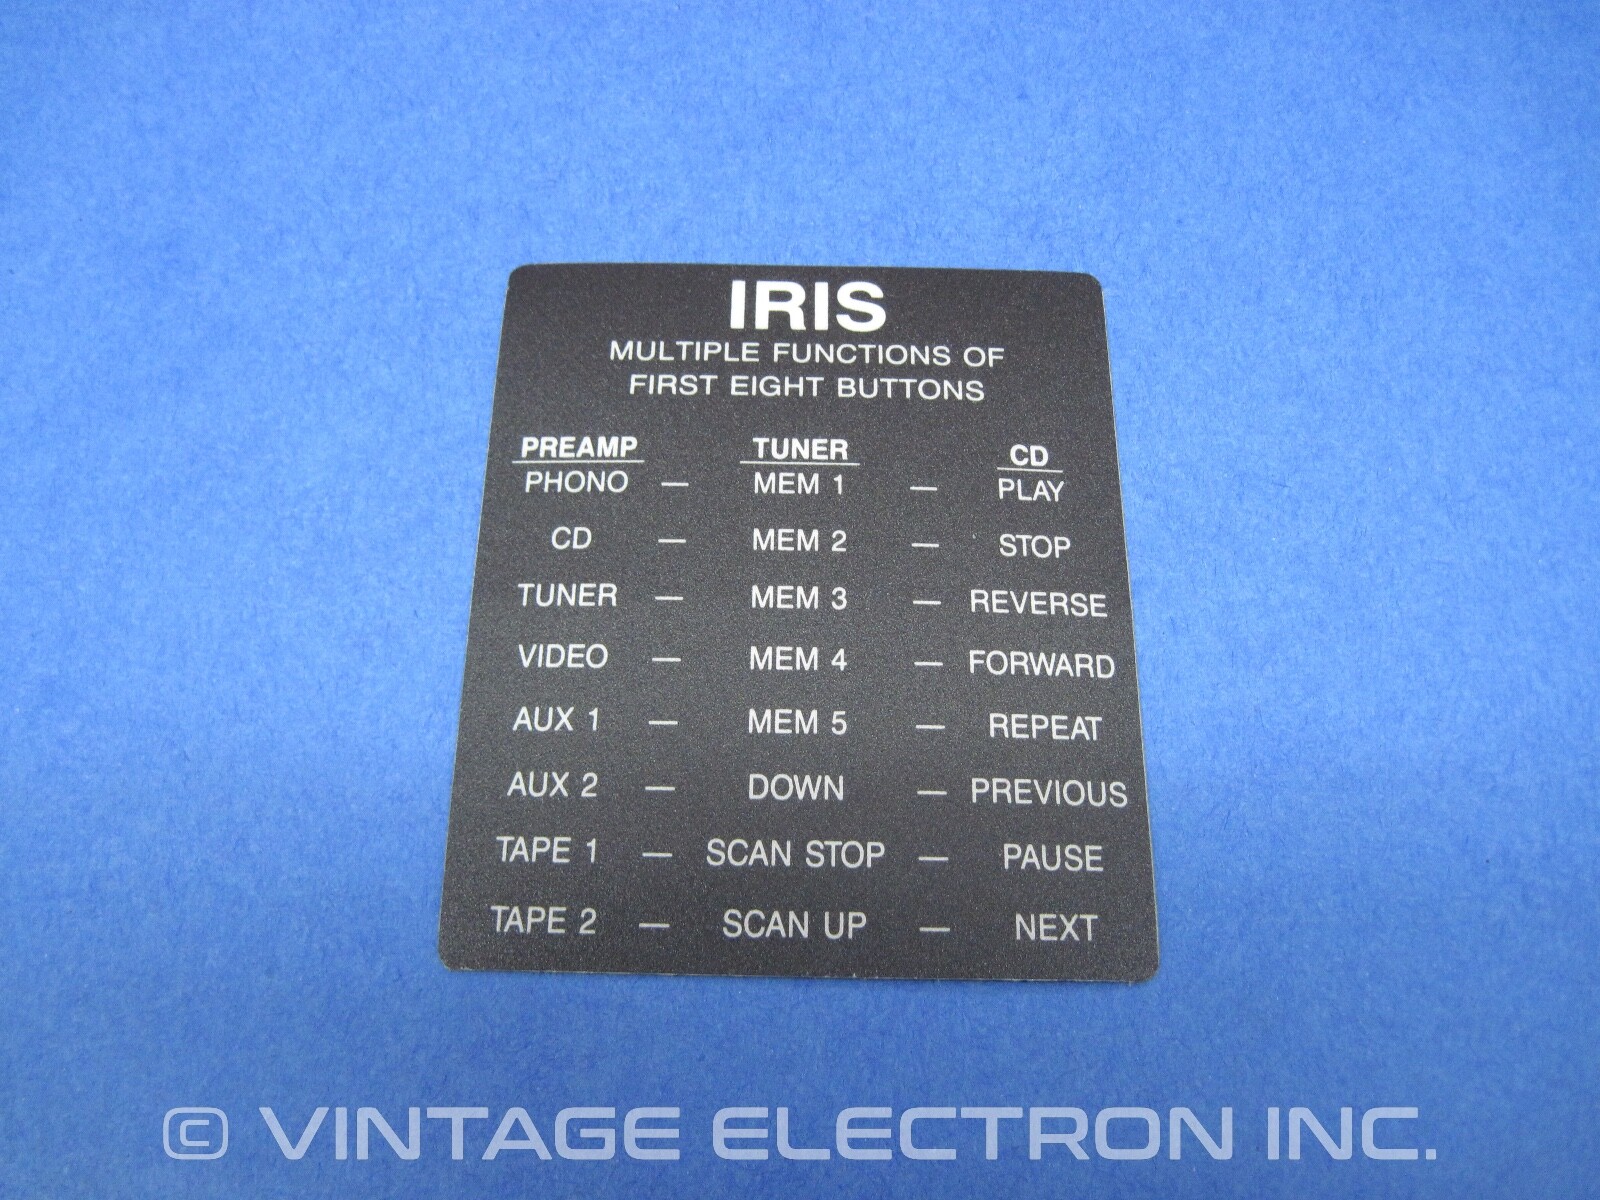 IRIS
MULTIPLE FUNCTIONS OF
FIRST EIGHT BUTTONS
PREAMP TUNER CD
PHONO — MEM 1 — PLAY
CD — MEM 2 — STOP
TUNER — MEM 3 — REVERSE
VIDEO — MEM 4 — FORWARD
AUX 1 — MEM 5 — REPEAT
AUX 2 — DOWN — PREVIOUS
TAPE 1 — SCAN STOP — PAUSE
TAPE 2 — SCAN UP — NEXT
© VINTAGE ELECTRON INC.